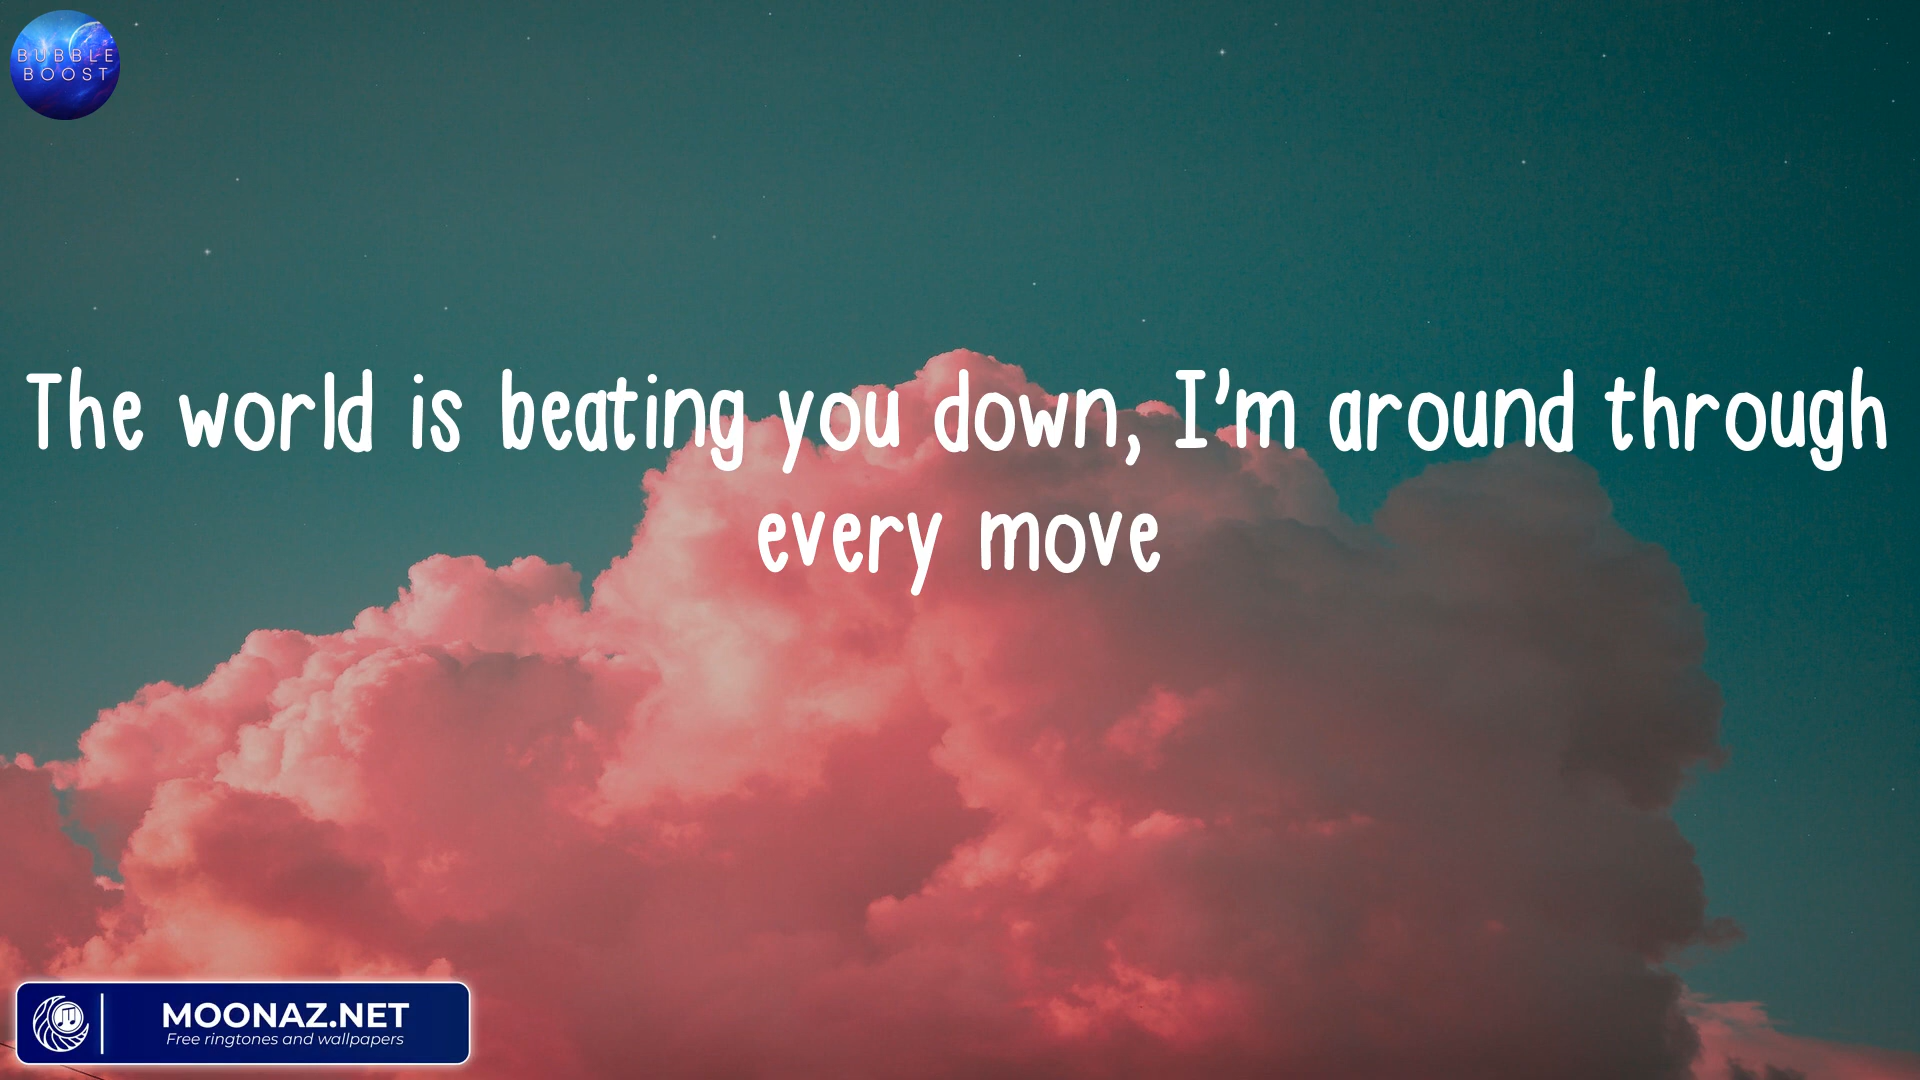 BUBBLE
BOOST
The world is beating you down, I'm around through
every move
MOONAZ.NET
Free ringtones and wallpapers